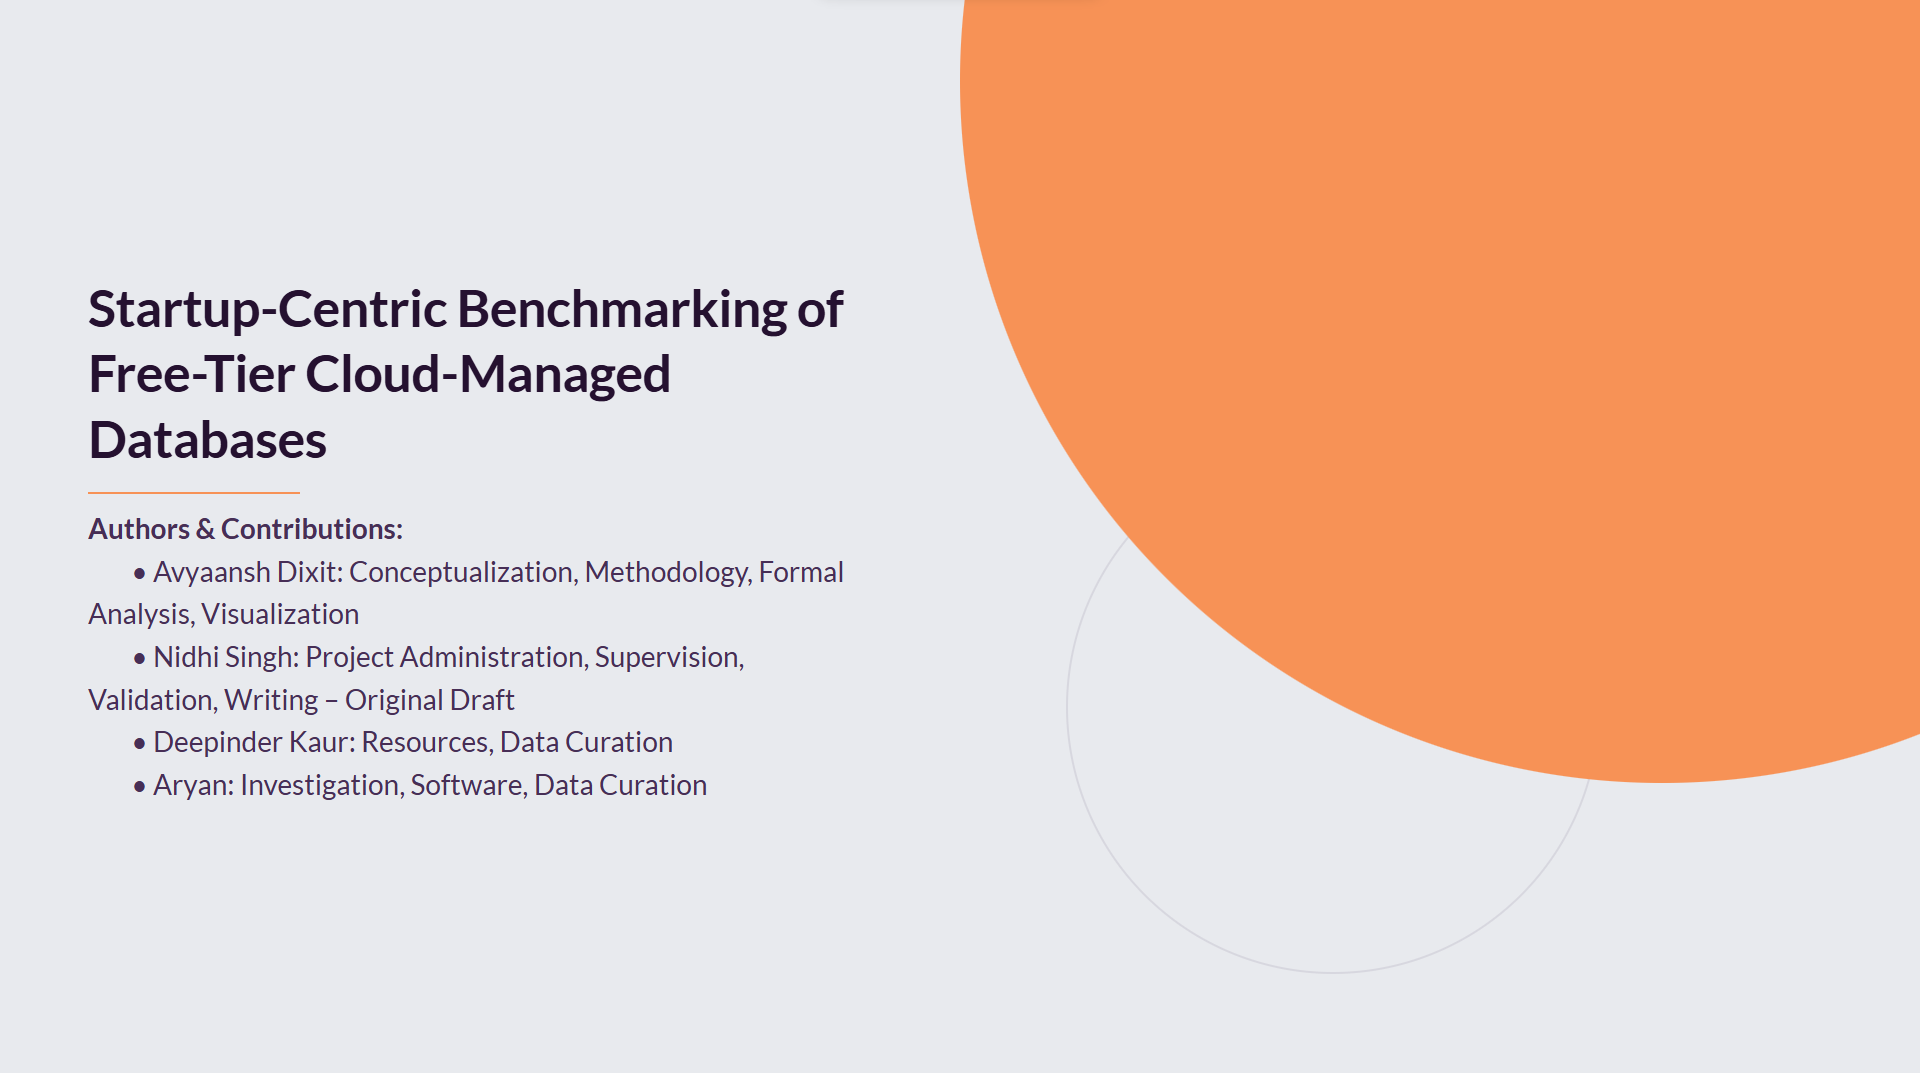 Startup-Centric Benchmarking of
Free-Tier Cloud-Managed
Databases
Authors & Contributions:
• Avyaansh Dixit: Conceptualization, Methodology, Formal
Analysis, Visualization
• Nidhi Singh: Project Administration, Supervision,
Validation, Writing – Original Draft
• Deepinder Kaur: Resources, Data Curation
• Aryan: Investigation, Software, Data Curation